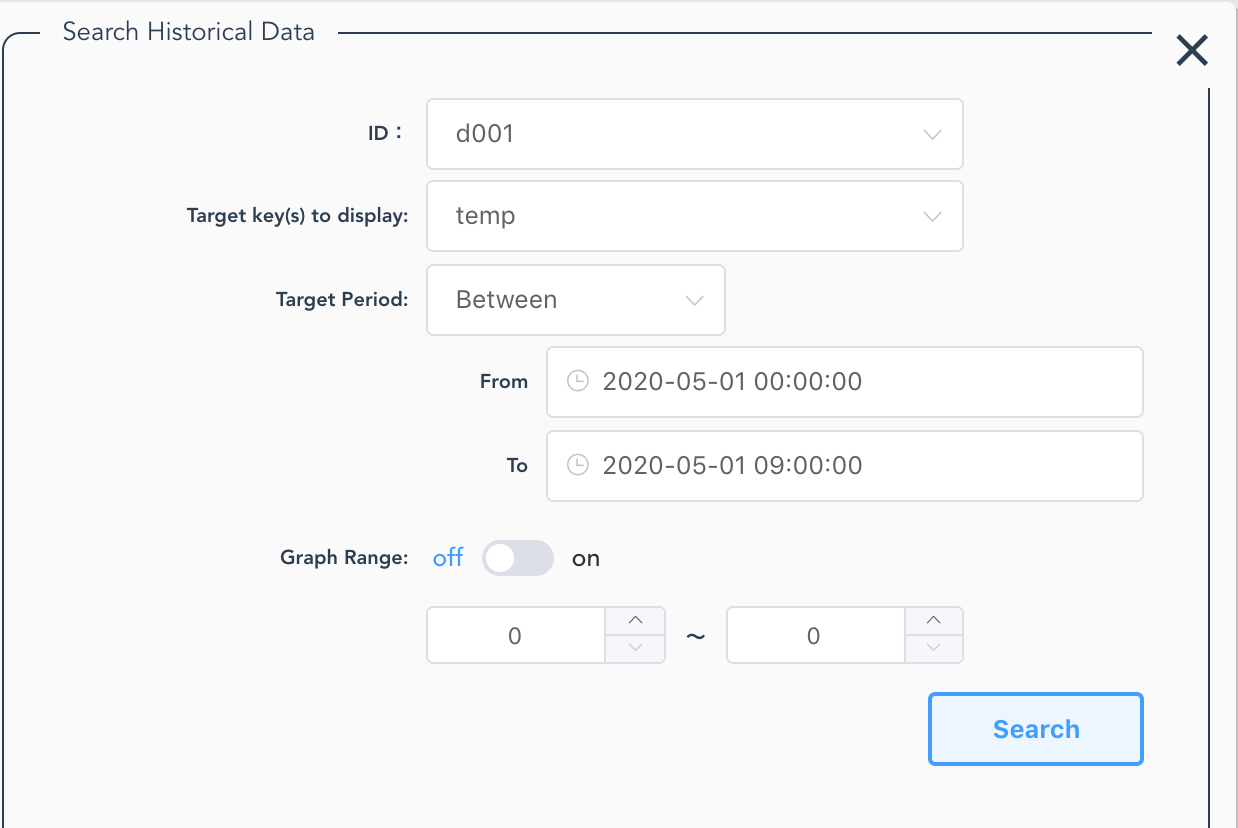 Search Historical Data
ID：
d001
Target key(s) to display:
temp
Target Period:
Between
From
2020-05-01 00:00:00
To
2020-05-01 09:00:00
Graph Range:
off on
0 ~ 0
Search